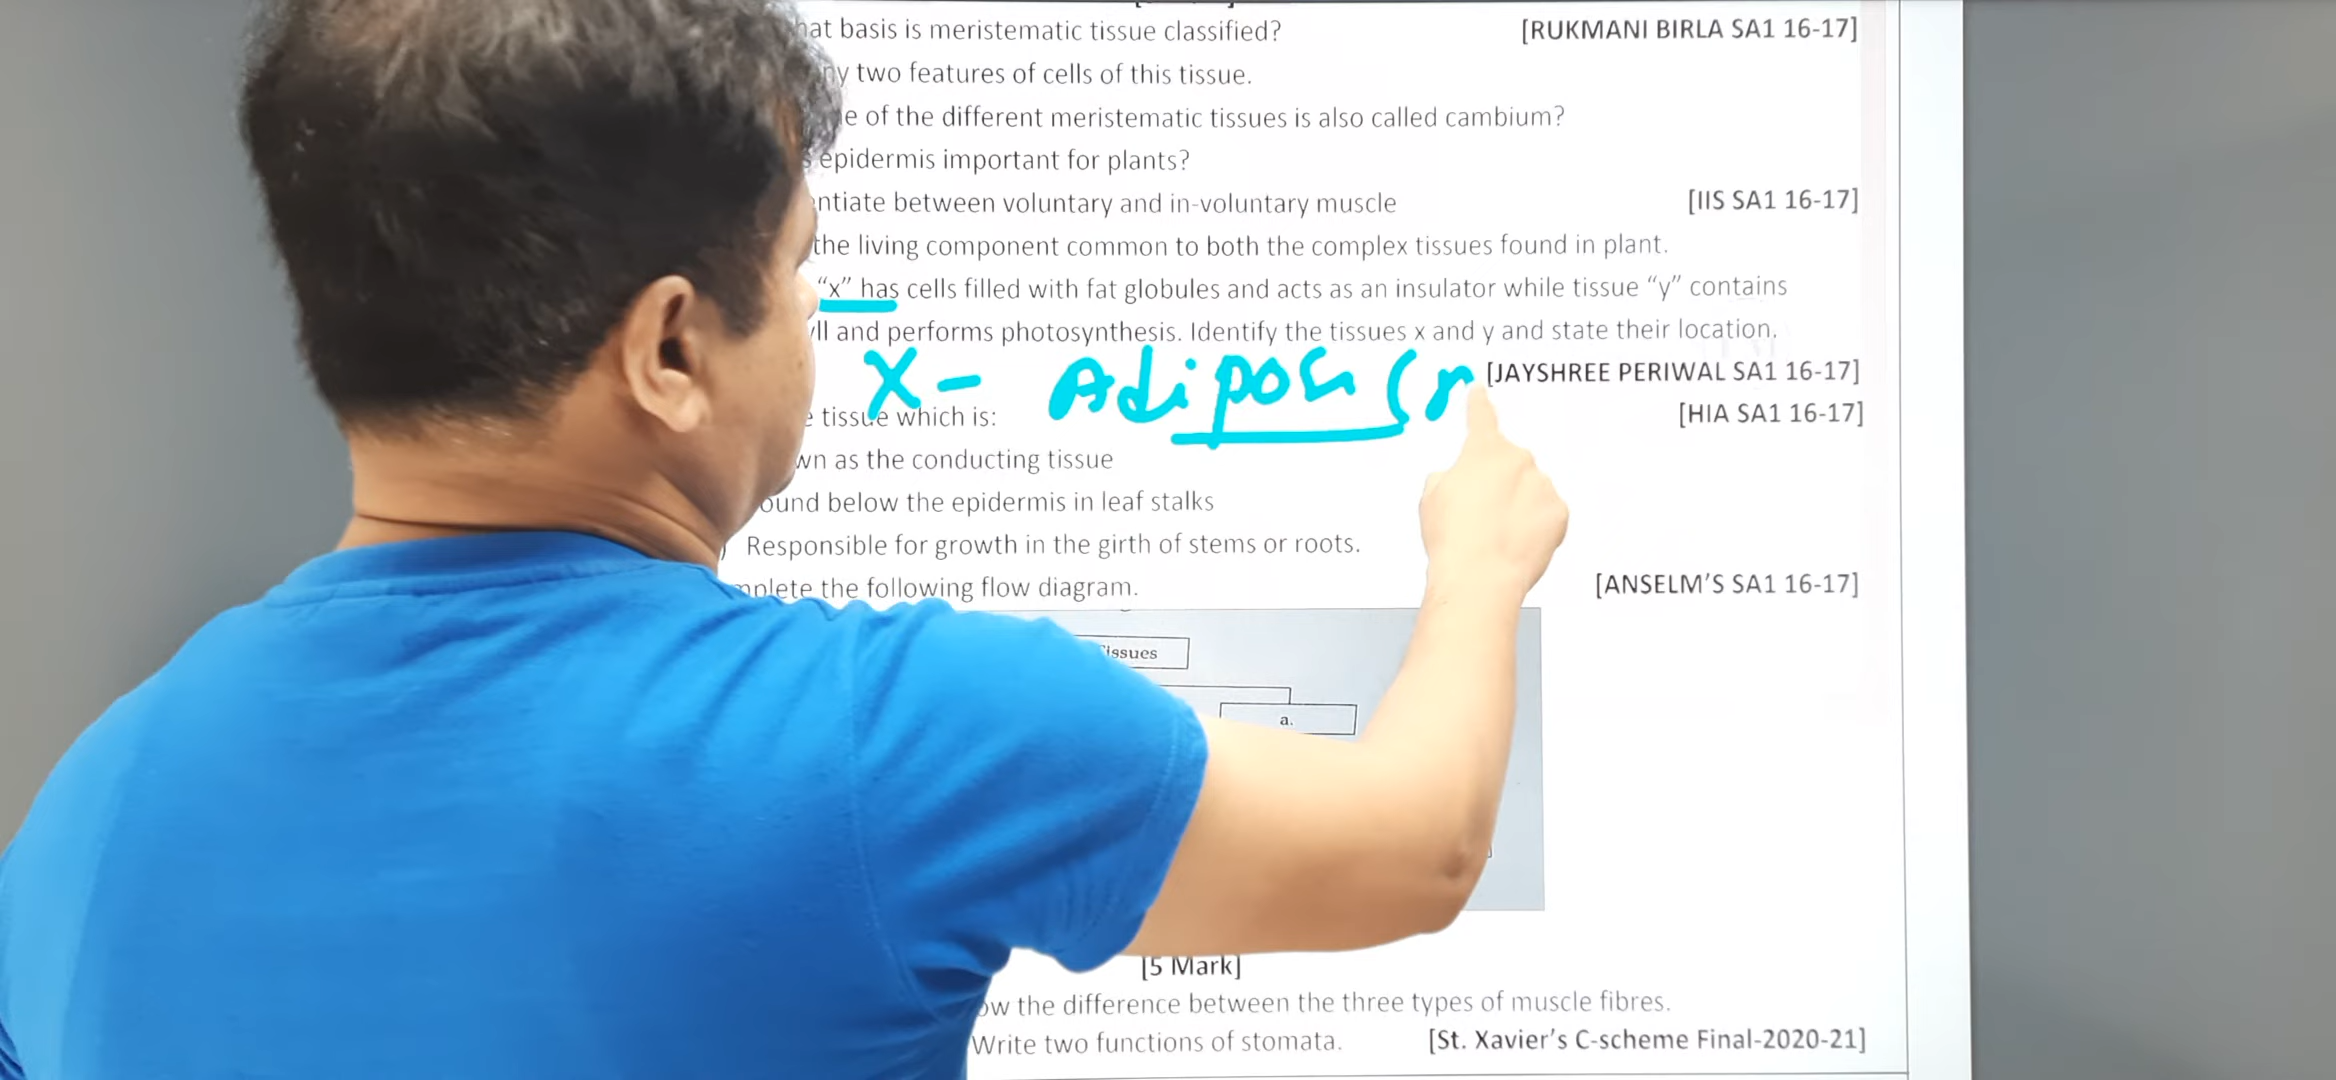 hat basis is meristematic tissue classified? [RUKMANI BIRLA SA1 16-17]
ny two features of cells of this tissue.
e of the different meristematic tissues is also called cambium?
s epidermis important for plants?
ntiate between voluntary and in-voluntary muscle [IIS SA1 16-17]
the living component common to both the complex tissues found in plant.
“x” has cells filled with fat globules and acts as an insulator while tissue “y” contains
ll and performs photosynthesis. Identify the tissues x and y and state their location.
X - Adipose ( [JAYSHREE PERIWAL SA1 16-17]
e tissue which is: [HIA SA1 16-17]
wn as the conducting tissue
ound below the epidermis in leaf stalks
) Responsible for growth in the girth of stems or roots.
mplete the following flow diagram. [ANSELM’S SA1 16-17]
issues
a.
[5 Mark]
ow the difference between the three types of muscle fibres.
Write two functions of stomata. [St. Xavier’s C-scheme Final-2020-21]